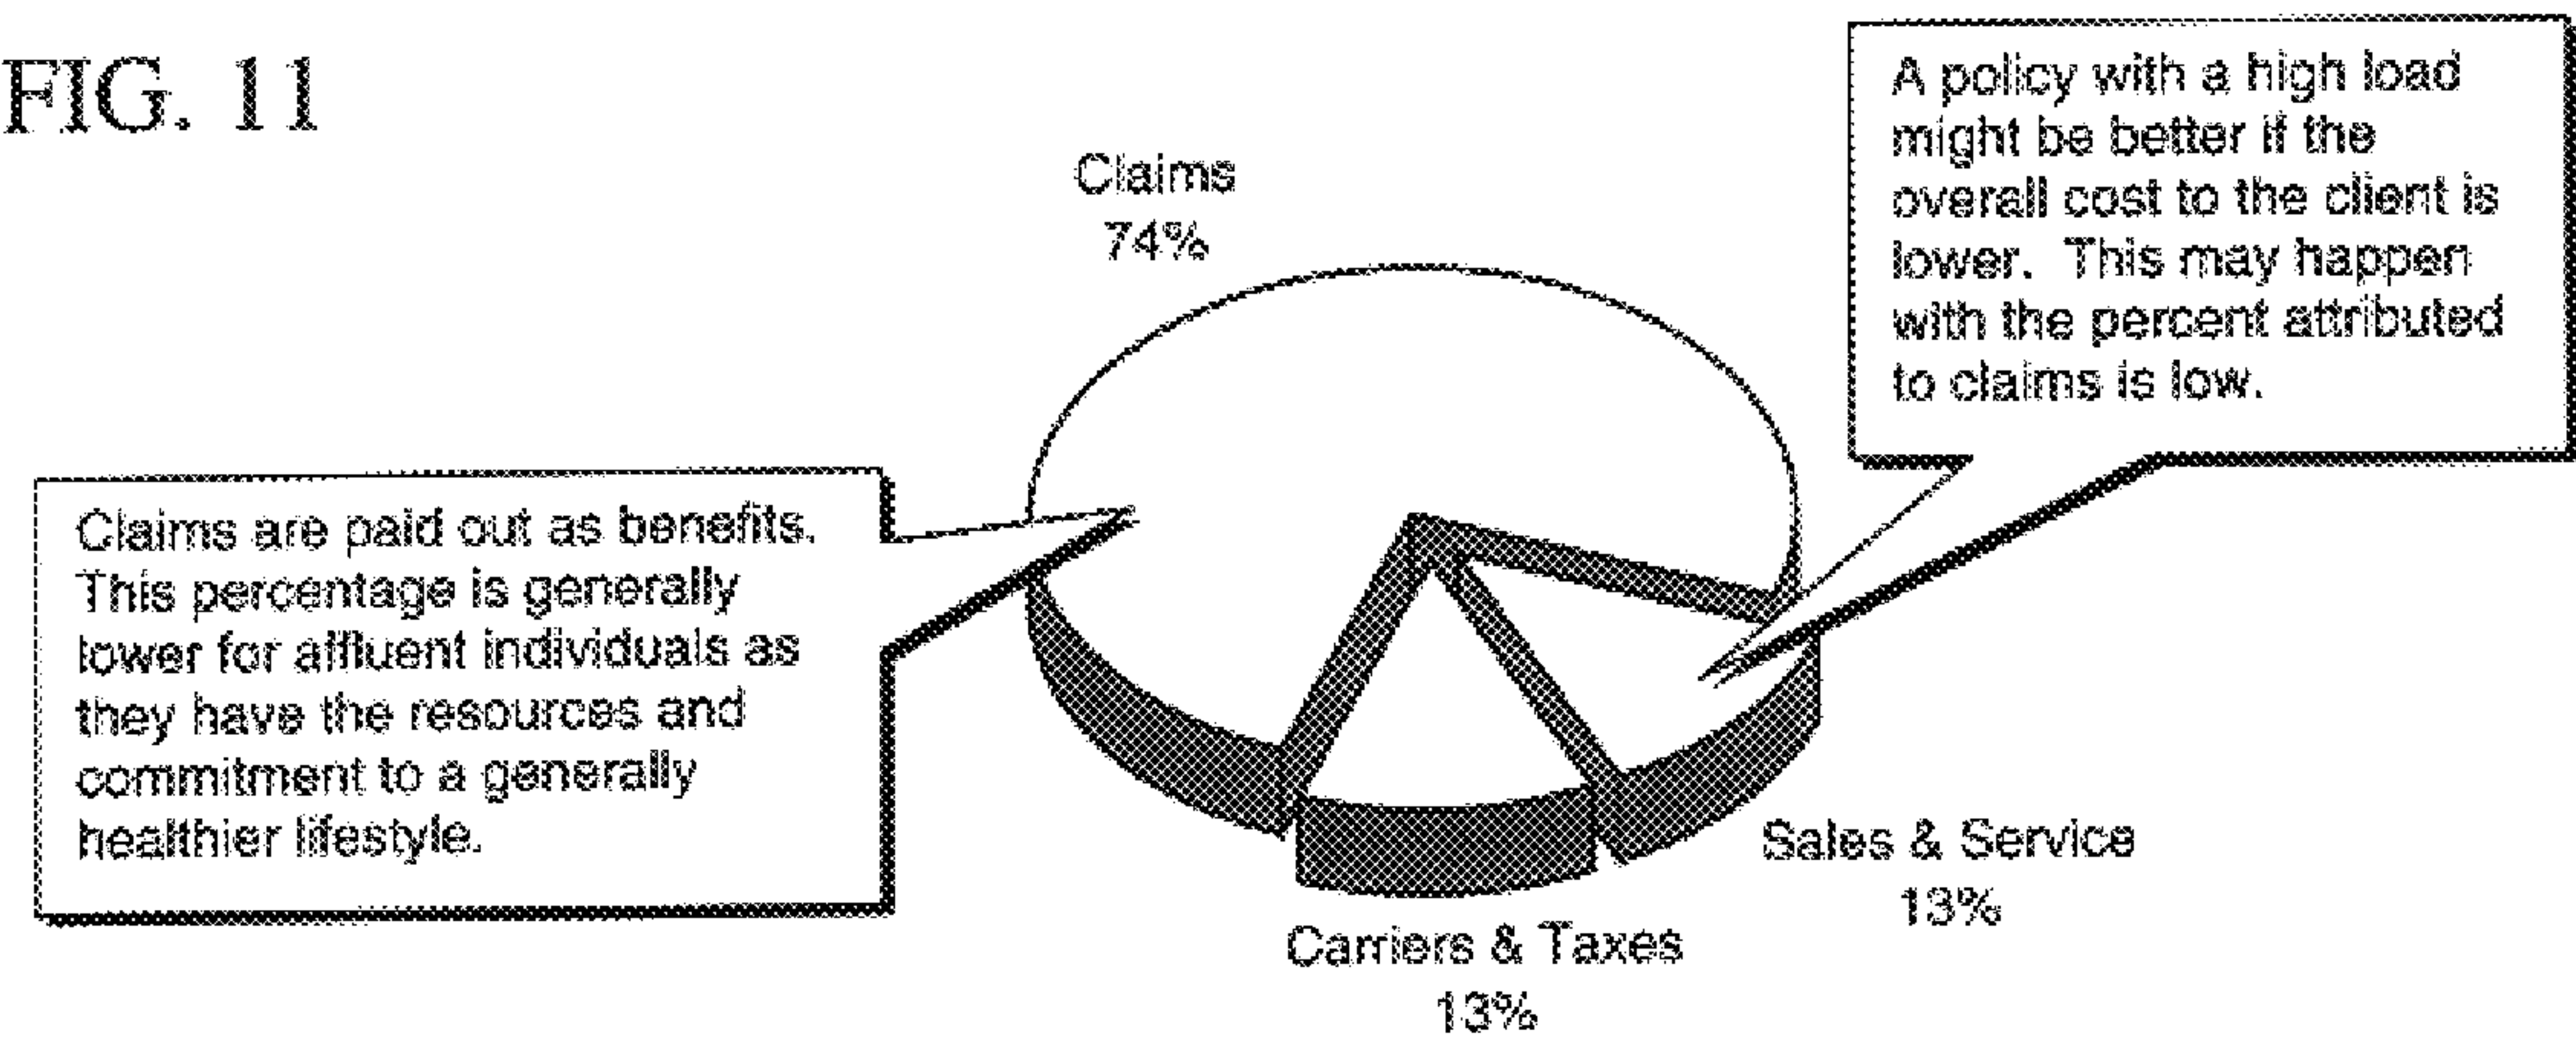 FIG. 11
Claims
74%
A policy with a high load
might be better if the
overall cost to the client is
lower. This may happen
with the percent attributed
to claims is low.
Claims are paid out as benefits.
This percentage is generally
lower for affluent individuals as
they have the resources and
commitment to a generally
healthier lifestyle.
Sales & Service
13%
Carriers & Taxes
13%